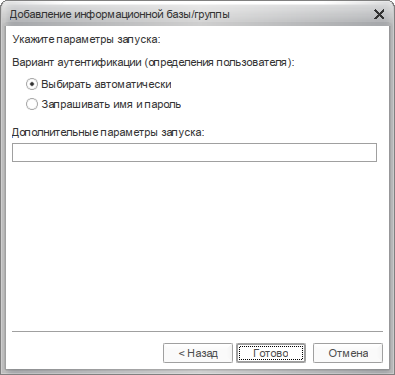 Добавление информационной базы/группы
Укажите параметры запуска:
Вариант аутентификации (определения пользователя):
Выбирать автоматически
Запрашивать имя и пароль
Дополнительные параметры запуска:
< Назад
Готово
Отмена